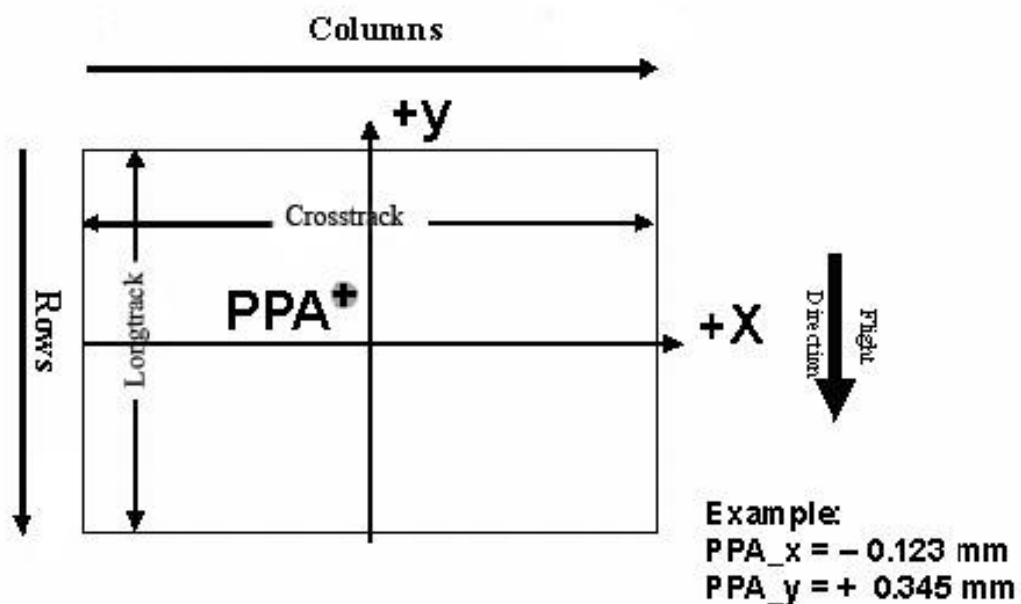 Columns
+y
Crosstrack
Rows
Longtrack
PPA+
+X
Flight
Direction
Example:
PPA_x = – 0.123 mm
PPA_y = + 0.345 mm